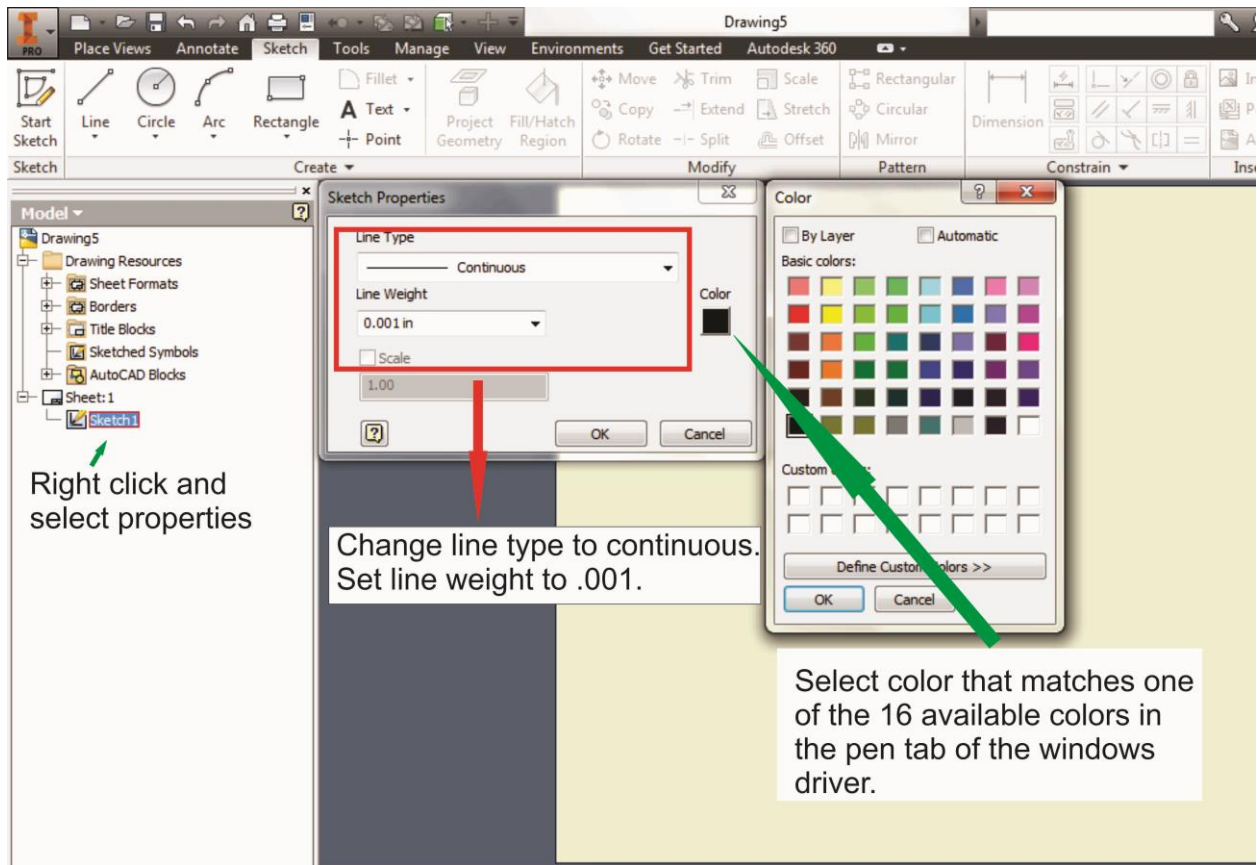 Drawing5
PRO
Place Views Annotate Sketch Tools Manage View Environments Get Started Autodesk 360
Start Sketch
Line
Circle
Arc
Rectangle
Fillet
Text
Point
Project Geometry
Fill/Hatch Region
Move
Copy
Rotate
Trim
Extend
Split
Scale
Stretch
Offset
Rectangular
Circular
Mirror
Dimension
Sketch
Create
Modify
Pattern
Constrain
Model
Drawing5
Drawing Resources
Sheet Formats
Borders
Title Blocks
Sketched Symbols
AutoCAD Blocks
Sheet:1
Sketch1
Right click and
select properties
Sketch Properties
Line Type
Continuous
Line Weight
0.001 in
Color
Scale
1.00
OK Cancel
Change line type to continuous.
Set line weight to .001.
Color
By Layer Automatic
Basic colors:
Custom
Define Custom Colors >>
OK Cancel
Select color that matches one
of the 16 available colors in
the pen tab of the windows
driver.